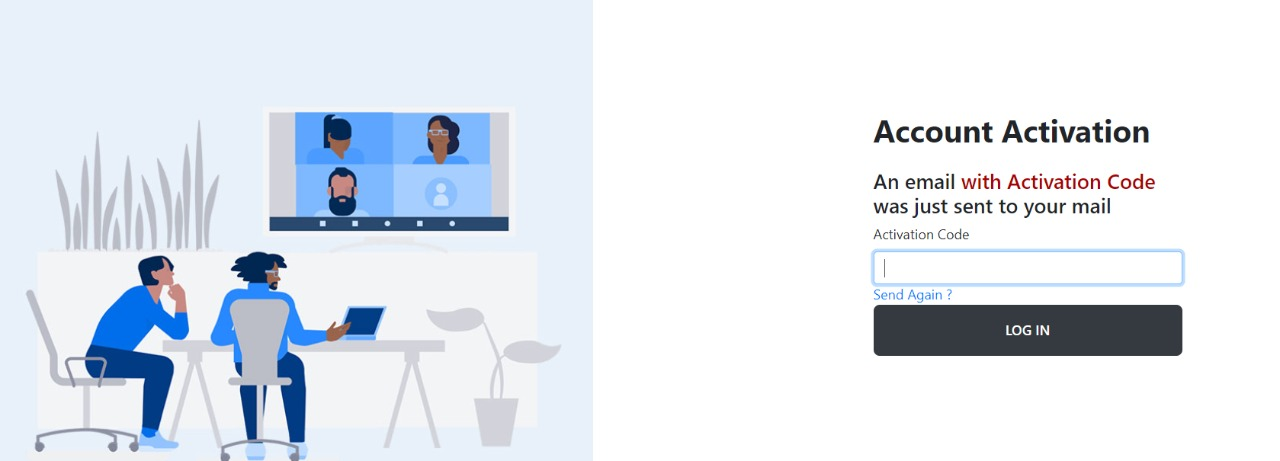 Account Activation
An email with Activation Code
was just sent to your mail
Activation Code
Send Again ?
LOG IN